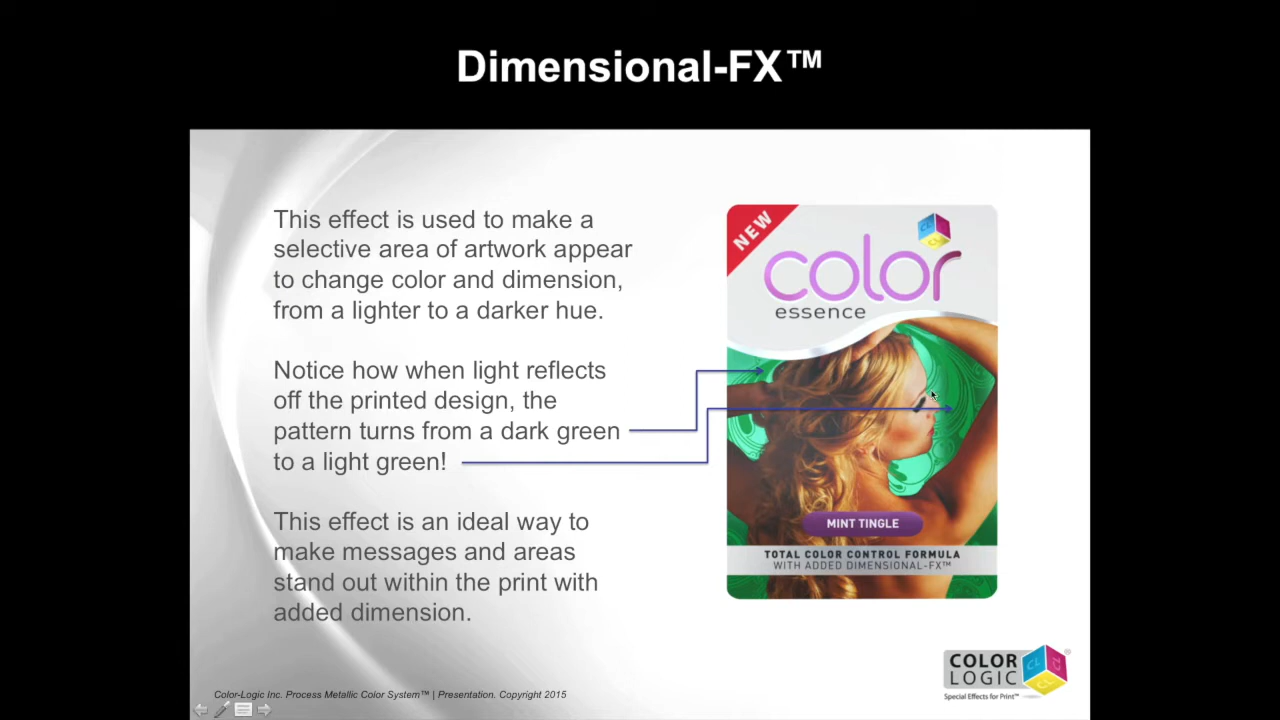 Dimensional-FX™
This effect is used to make a
selective area of artwork appear
to change color and dimension,
from a lighter to a darker hue.
Notice how when light reflects
off the printed design, the
pattern turns from a dark green
to a light green!
This effect is an ideal way to
make messages and areas
stand out within the print with
added dimension.
NEW
CL
color
essence
MINT TINGLE
TOTAL COLOR CONTROL FORMULA
WITH ADDED DIMENSIONAL-FX™
COLOR
LOGIC
CL CL
CL
®
Special Effects for Print™
Color-Logic Inc. Process Metallic Color System™ | Presentation. Copyright 2015